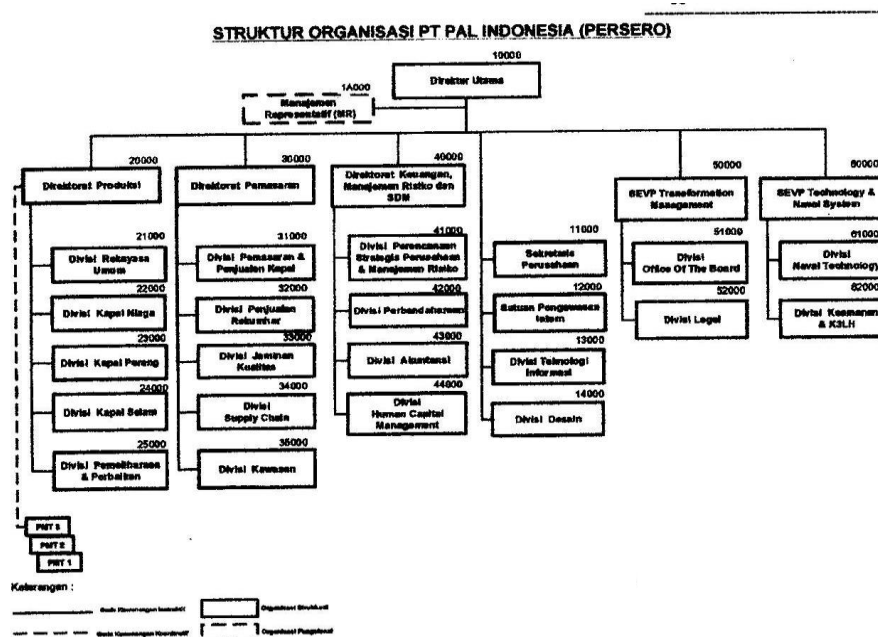 STRUKTUR ORGANISASI PT PAL INDONESIA (PERSERO)
10000
Direktur Utama
1A000
Manajemen
Representatif (MR)
20000
Direktorat Produksi
30000
Direktorat Pemasaran
40000
Direktorat Keuangan,
Manajemen Risiko dan
SDM
50000
SEVP Transformation
Management
60000
SEVP Technology &
Naval System
21000
Divisi Rekayasa
Umum
22000
Divisi Kapal Niaga
23000
Divisi Kapal Perang
24000
Divisi Kapal Selam
25000
Divisi Pemeliharaan
& Perbaikan
31000
Divisi Pemasaran &
Penjualan Kapal
32000
Divisi Penjualan
Rekumhar
33000
Divisi Jaminan
Kualitas
34000
Divisi
Supply Chain
35000
Divisi Kawasan
41000
Divisi Perencanaan
Strategis Perusahaan
& Manajemen Risiko
42000
Divisi Perbendaharaan
43000
Divisi Akuntansi
44000
Divisi
Human Capital
Management
11000
Sekretaris
Perusahaan
12000
Satuan Pengawasan
Intern
13000
Divisi Teknologi
Informasi
14000
Divisi Desain
51000
Divisi
Office Of The Board
52000
Divisi Legal
61000
Divisi
Naval Technology
62000
Divisi Keamanan
& K3LH
PMT 3
PMT 2
PMT 1
Keterangan :
Garis Kewenangan Instruktif
Organisasi Struktural
Garis Kewenangan Koordinatif
Organisasi Fungsional